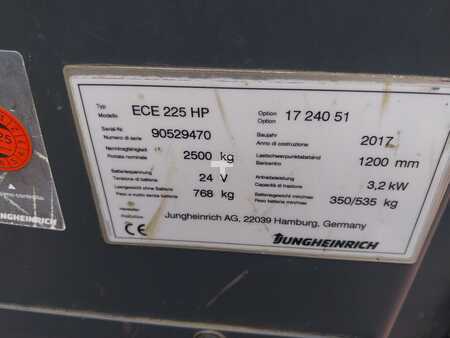 Typ
Modello
ECE 225 HP
Option
Option
17 240 51
Serial-Nr.
Numero di serie
90529470
Baujahr
Anno di costruzione
2017
Nenntragfähigkeit
Portata nominale
2500 kg
Lastschwerpunktabstand
Baricentro
1200 mm
Batteriespannung
Tensione di batteria
24 V
Antriebsleistung
Capacità di trazione
3,2 kW
Leergewicht ohne Batterie
Peso a vuoto senza batteria
768 kg
Batteriegewicht min/max
Peso batteria min/max
350/535 kg
Jungheinrich AG, 22039 Hamburg, Germany
CE
JUNGHEINRICH
JUNGHEINRICH